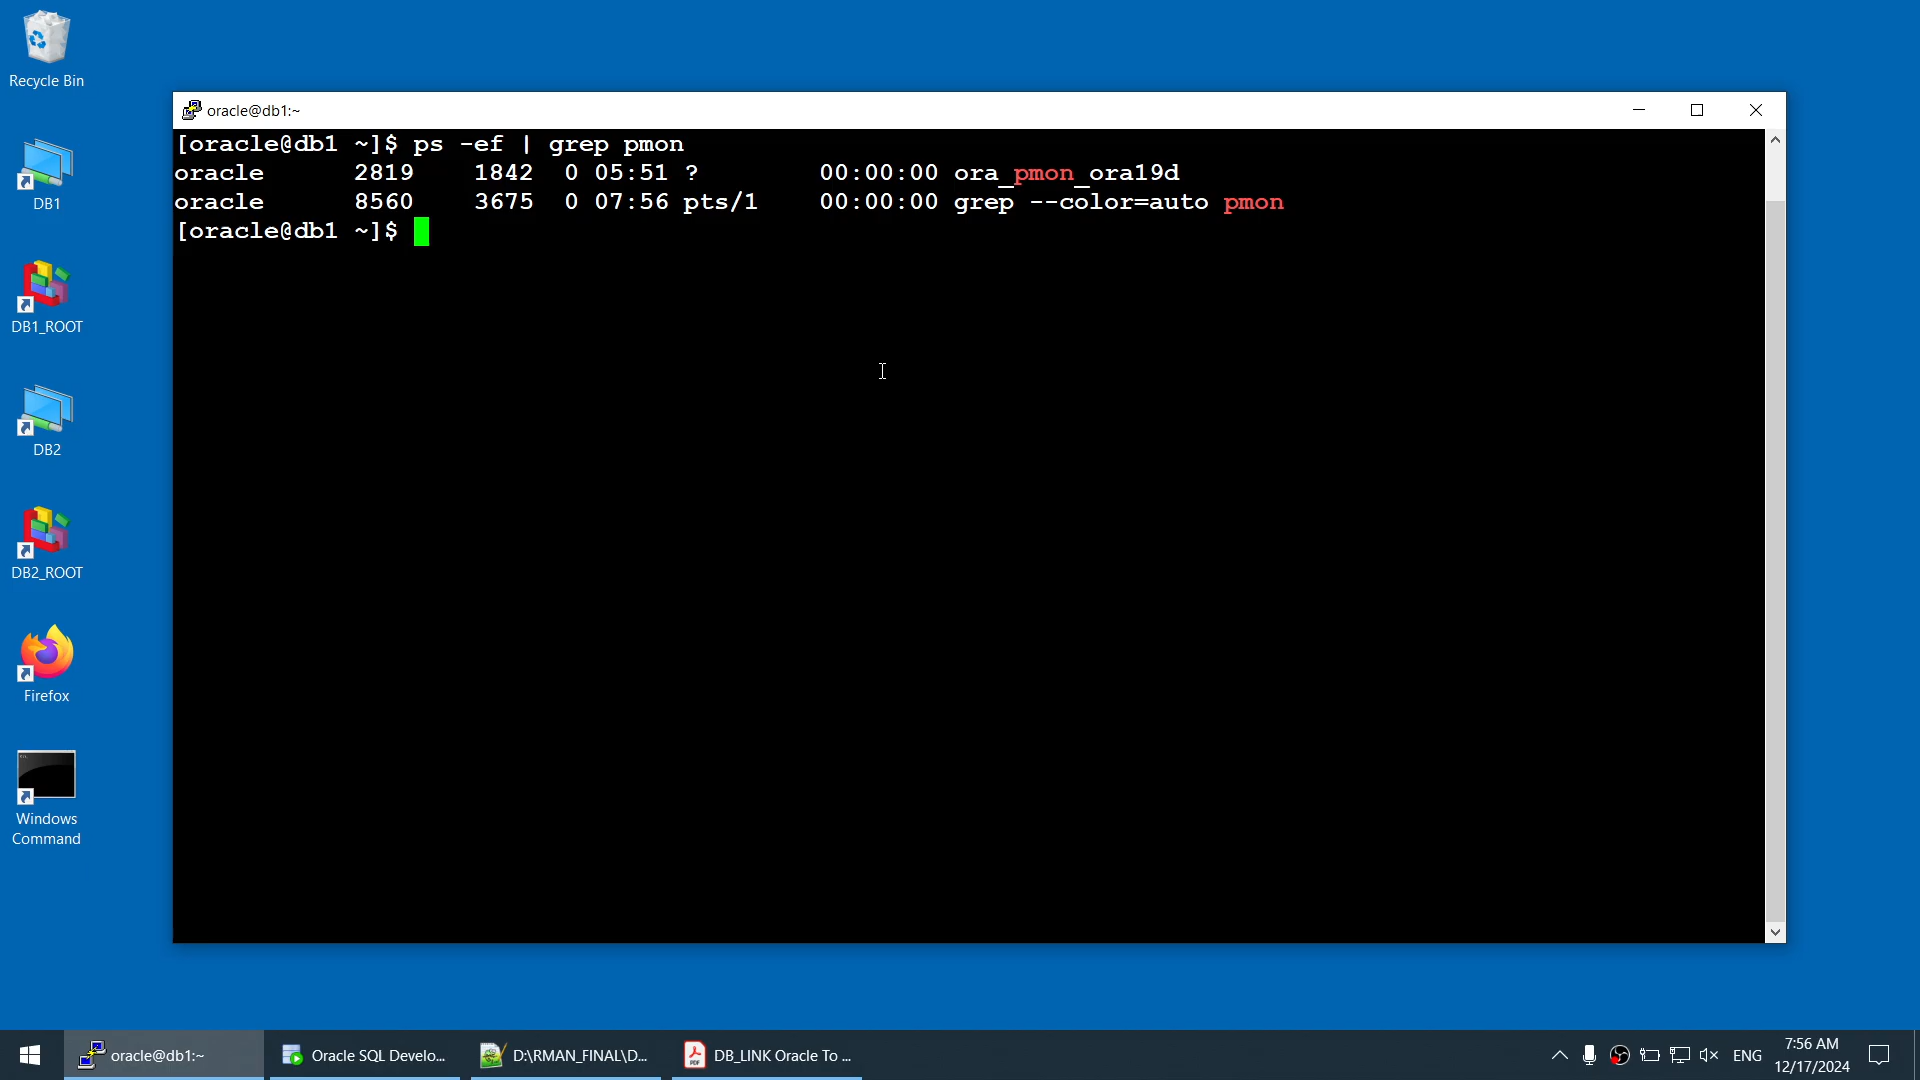 Recycle Bin
DB1
DB1_ROOT
DB2
DB2_ROOT
Firefox
Windows
Command
oracle@db1:~
[oracle@db1 ~]$ ps -ef | grep pmon
oracle      2819    1842  0 05:51 ?        00:00:00 ora_pmon_ora19d
oracle      8560    3675  0 07:56 pts/1    00:00:00 grep --color=auto pmon
[oracle@db1 ~]$
oracle@db1:~
Oracle SQL Develo...
D:\RMAN_FINAL\D...
DB_LINK Oracle To ...
ENG
7:56 AM
12/17/2024